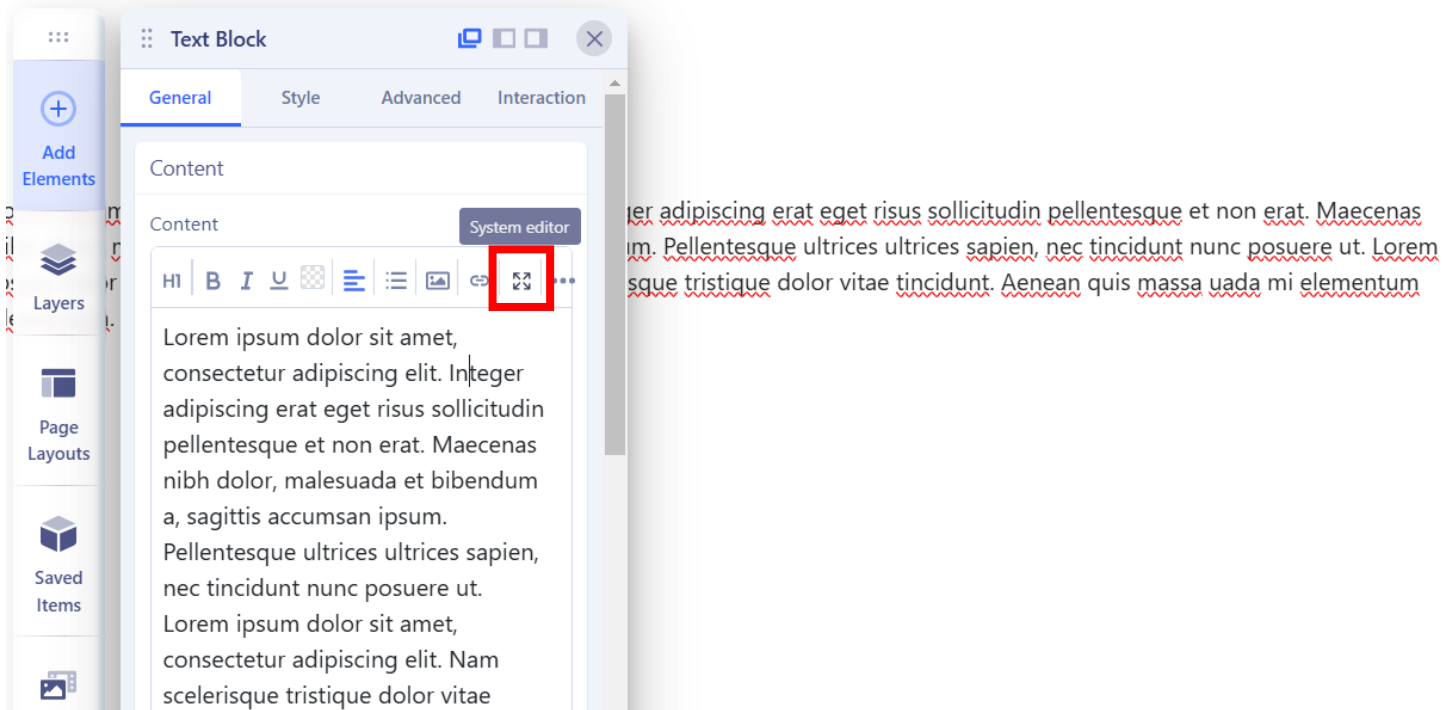 Text Block
General
Style
Advanced
Interaction
Add
Elements
Layers
Page
Layouts
Saved
Items
Content
Content
System editor
H1 B I U
Lorem ipsum dolor sit amet,
consectetur adipiscing elit. Integer
adipiscing erat eget risus sollicitudin
pellentesque et non erat. Maecenas
nibh dolor, malesuada et bibendum
a, sagittis accumsan ipsum.
Pellentesque ultrices ultrices sapien,
nec tincidunt nunc posuere ut.
Lorem ipsum dolor sit amet,
consectetur adipiscing elit. Nam
scelerisque tristique dolor vitae
adipiscing erat eget risus sollicitudin pellentesque et non erat. Maecenas
Pellentesque ultrices ultrices sapien, nec tincidunt nunc posuere ut. Lorem
tristique dolor vitae tincidunt. Aenean quis massa uada mi elementum